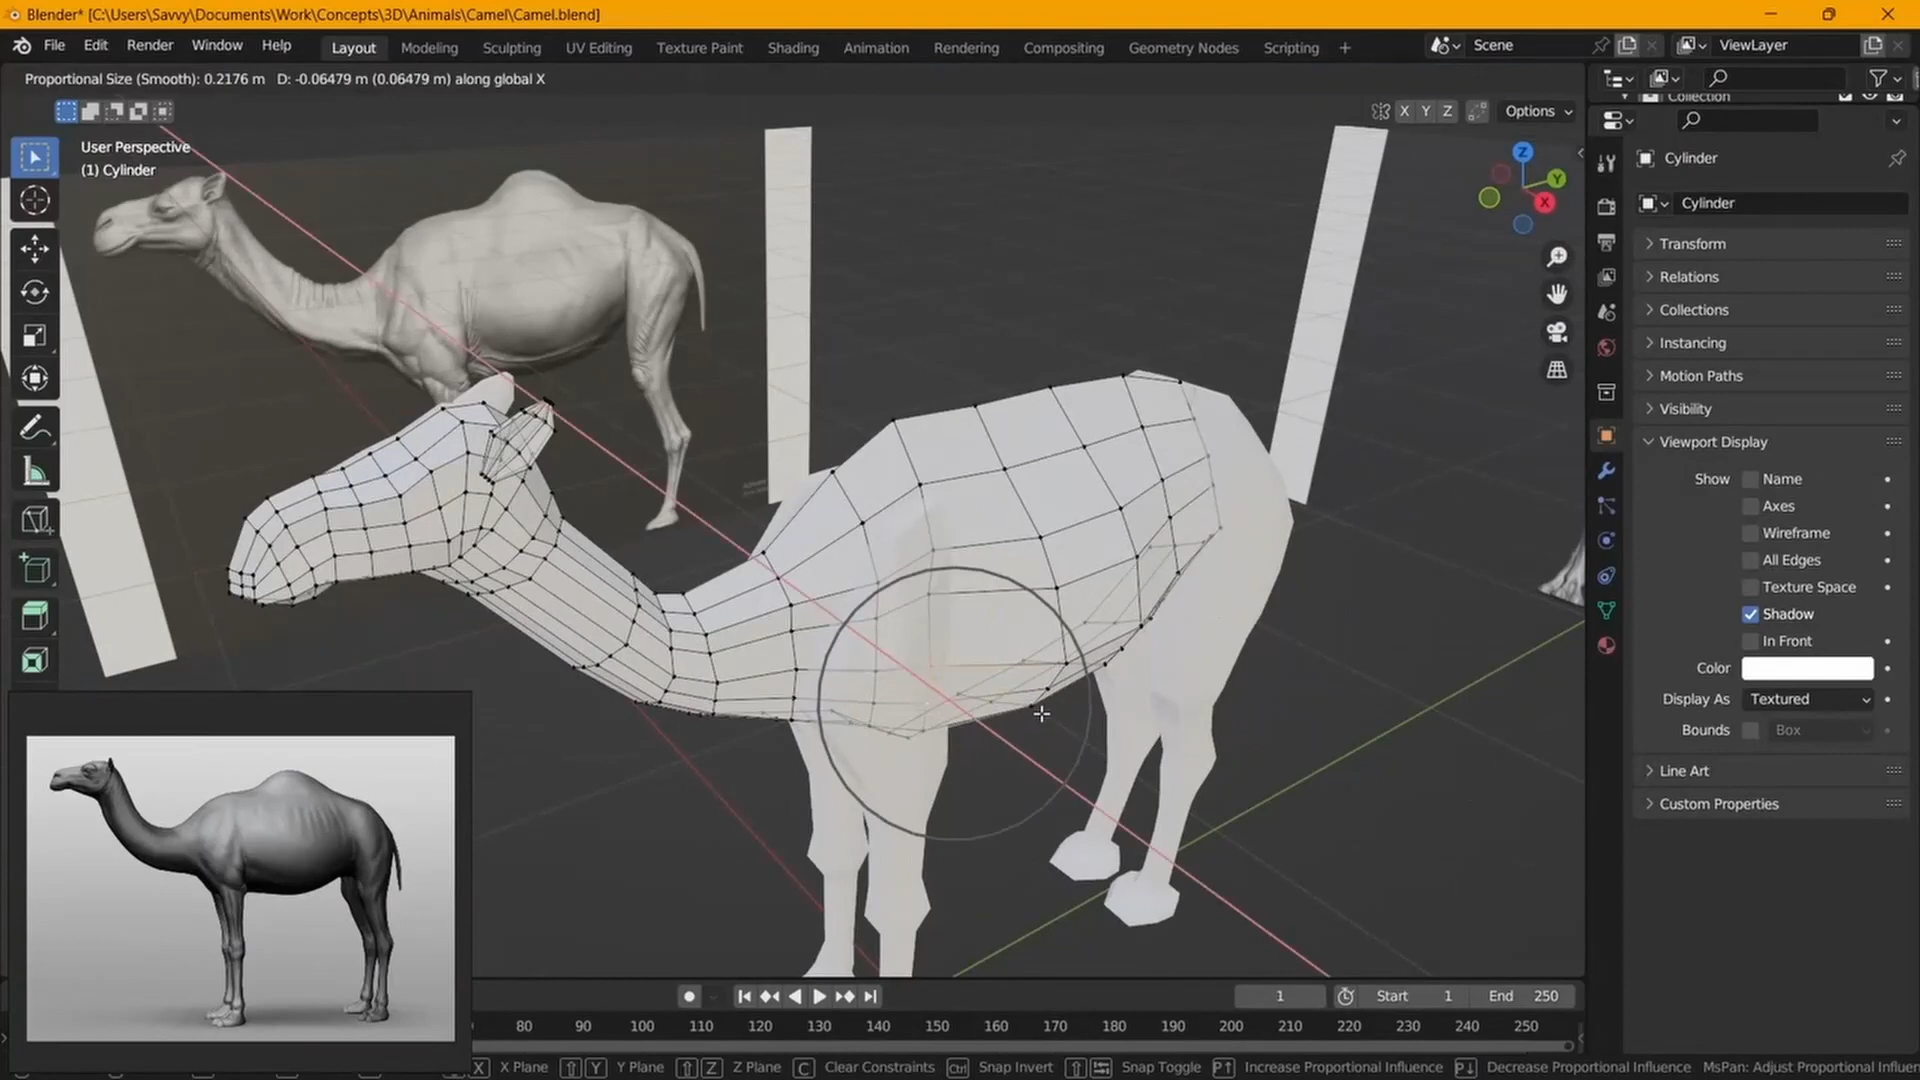 Blender* [C:\Users\Savvy\Documents\Work\Concepts\3D\Animals\Camel\Camel.blend]
File Edit Render Window Help Layout Modeling Sculpting UV Editing Texture Paint Shading Animation Rendering Compositing Geometry Nodes Scripting + Scene ViewLayer
Proportional Size (Smooth): 0.2176 m D: -0.06479 m (0.06479 m) along global X
Collection
X Y Z Options
User Perspective
(1) Cylinder
Z
Y
X
Cylinder
Cylinder
Transform
Relations
Collections
Instancing
Motion Paths
Visibility
Viewport Display
Show Name
Axes
Wireframe
All Edges
Texture Space
Shadow
In Front
Color
Display As Textured
Bounds Box
Line Art
Custom Properties
1 Start 1 End 250
80 90 100 110 120 130 140 150 160 170 180 190 200 210 220 230 240 250
X X Plane Y Y Plane Z Z Plane C Clear Constraints Ctrl Snap Invert Snap Toggle Increase Proportional Influence Decrease Proportional Influence MsPan: Adjust Proportional Influen